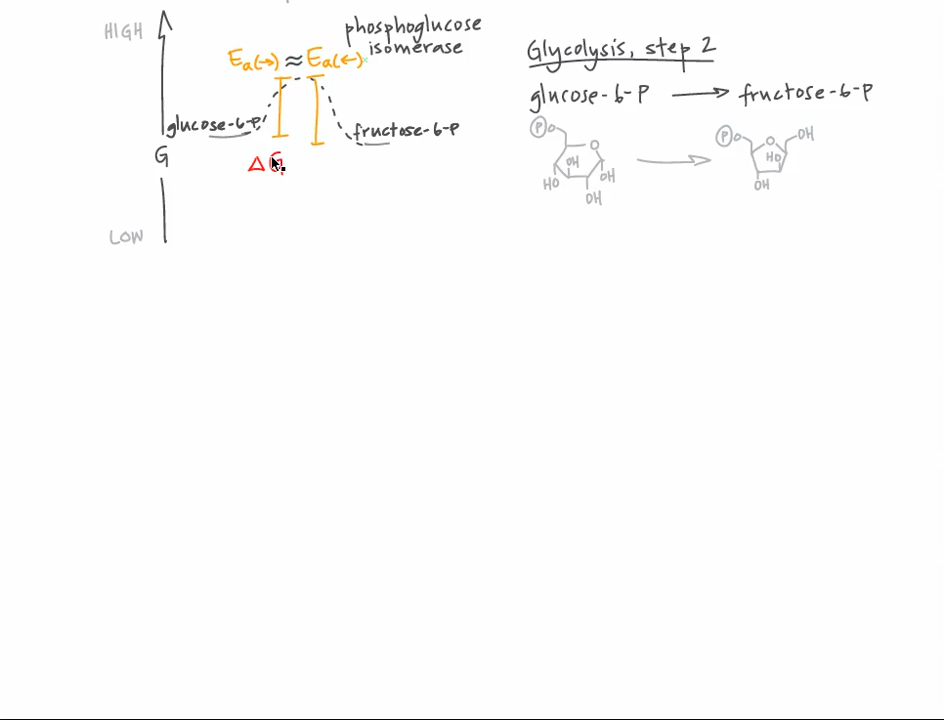 HIGH
phosphoglucose
isomerase
Ea(→) ≈ Ea(←)
glucose-6-P
fructose-6-P
G
ΔG
LOW
Glycolysis, step 2
glucose-6-P → fructose-6-P
P O O OH HO OH OH
P O O OH HO OH